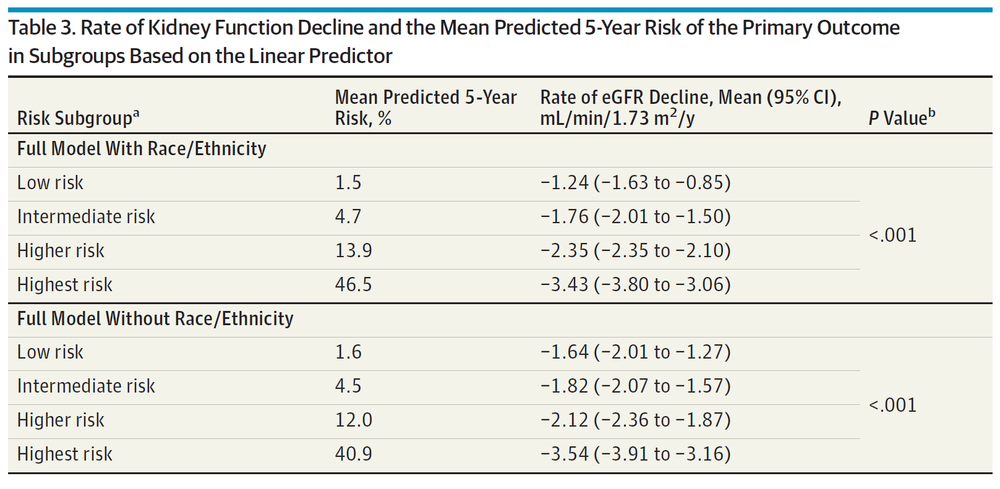 Table 3. Rate of Kidney Function Decline and the Mean Predicted 5-Year Risk of the Primary Outcome
in Subgroups Based on the Linear Predictor
Risk Subgroupᵃ Mean Predicted 5-Year Risk, % Rate of eGFR Decline, Mean (95% CI), mL/min/1.73 m²/y P Valueᵇ
Full Model With Race/Ethnicity
Low risk 1.5 −1.24 (−1.63 to −0.85)
Intermediate risk 4.7 −1.76 (−2.01 to −1.50)
<.001
Higher risk 13.9 −2.35 (−2.35 to −2.10)
Highest risk 46.5 −3.43 (−3.80 to −3.06)
Full Model Without Race/Ethnicity
Low risk 1.6 −1.64 (−2.01 to −1.27)
Intermediate risk 4.5 −1.82 (−2.07 to −1.57)
<.001
Higher risk 12.0 −2.12 (−2.36 to −1.87)
Highest risk 40.9 −3.54 (−3.91 to −3.16)